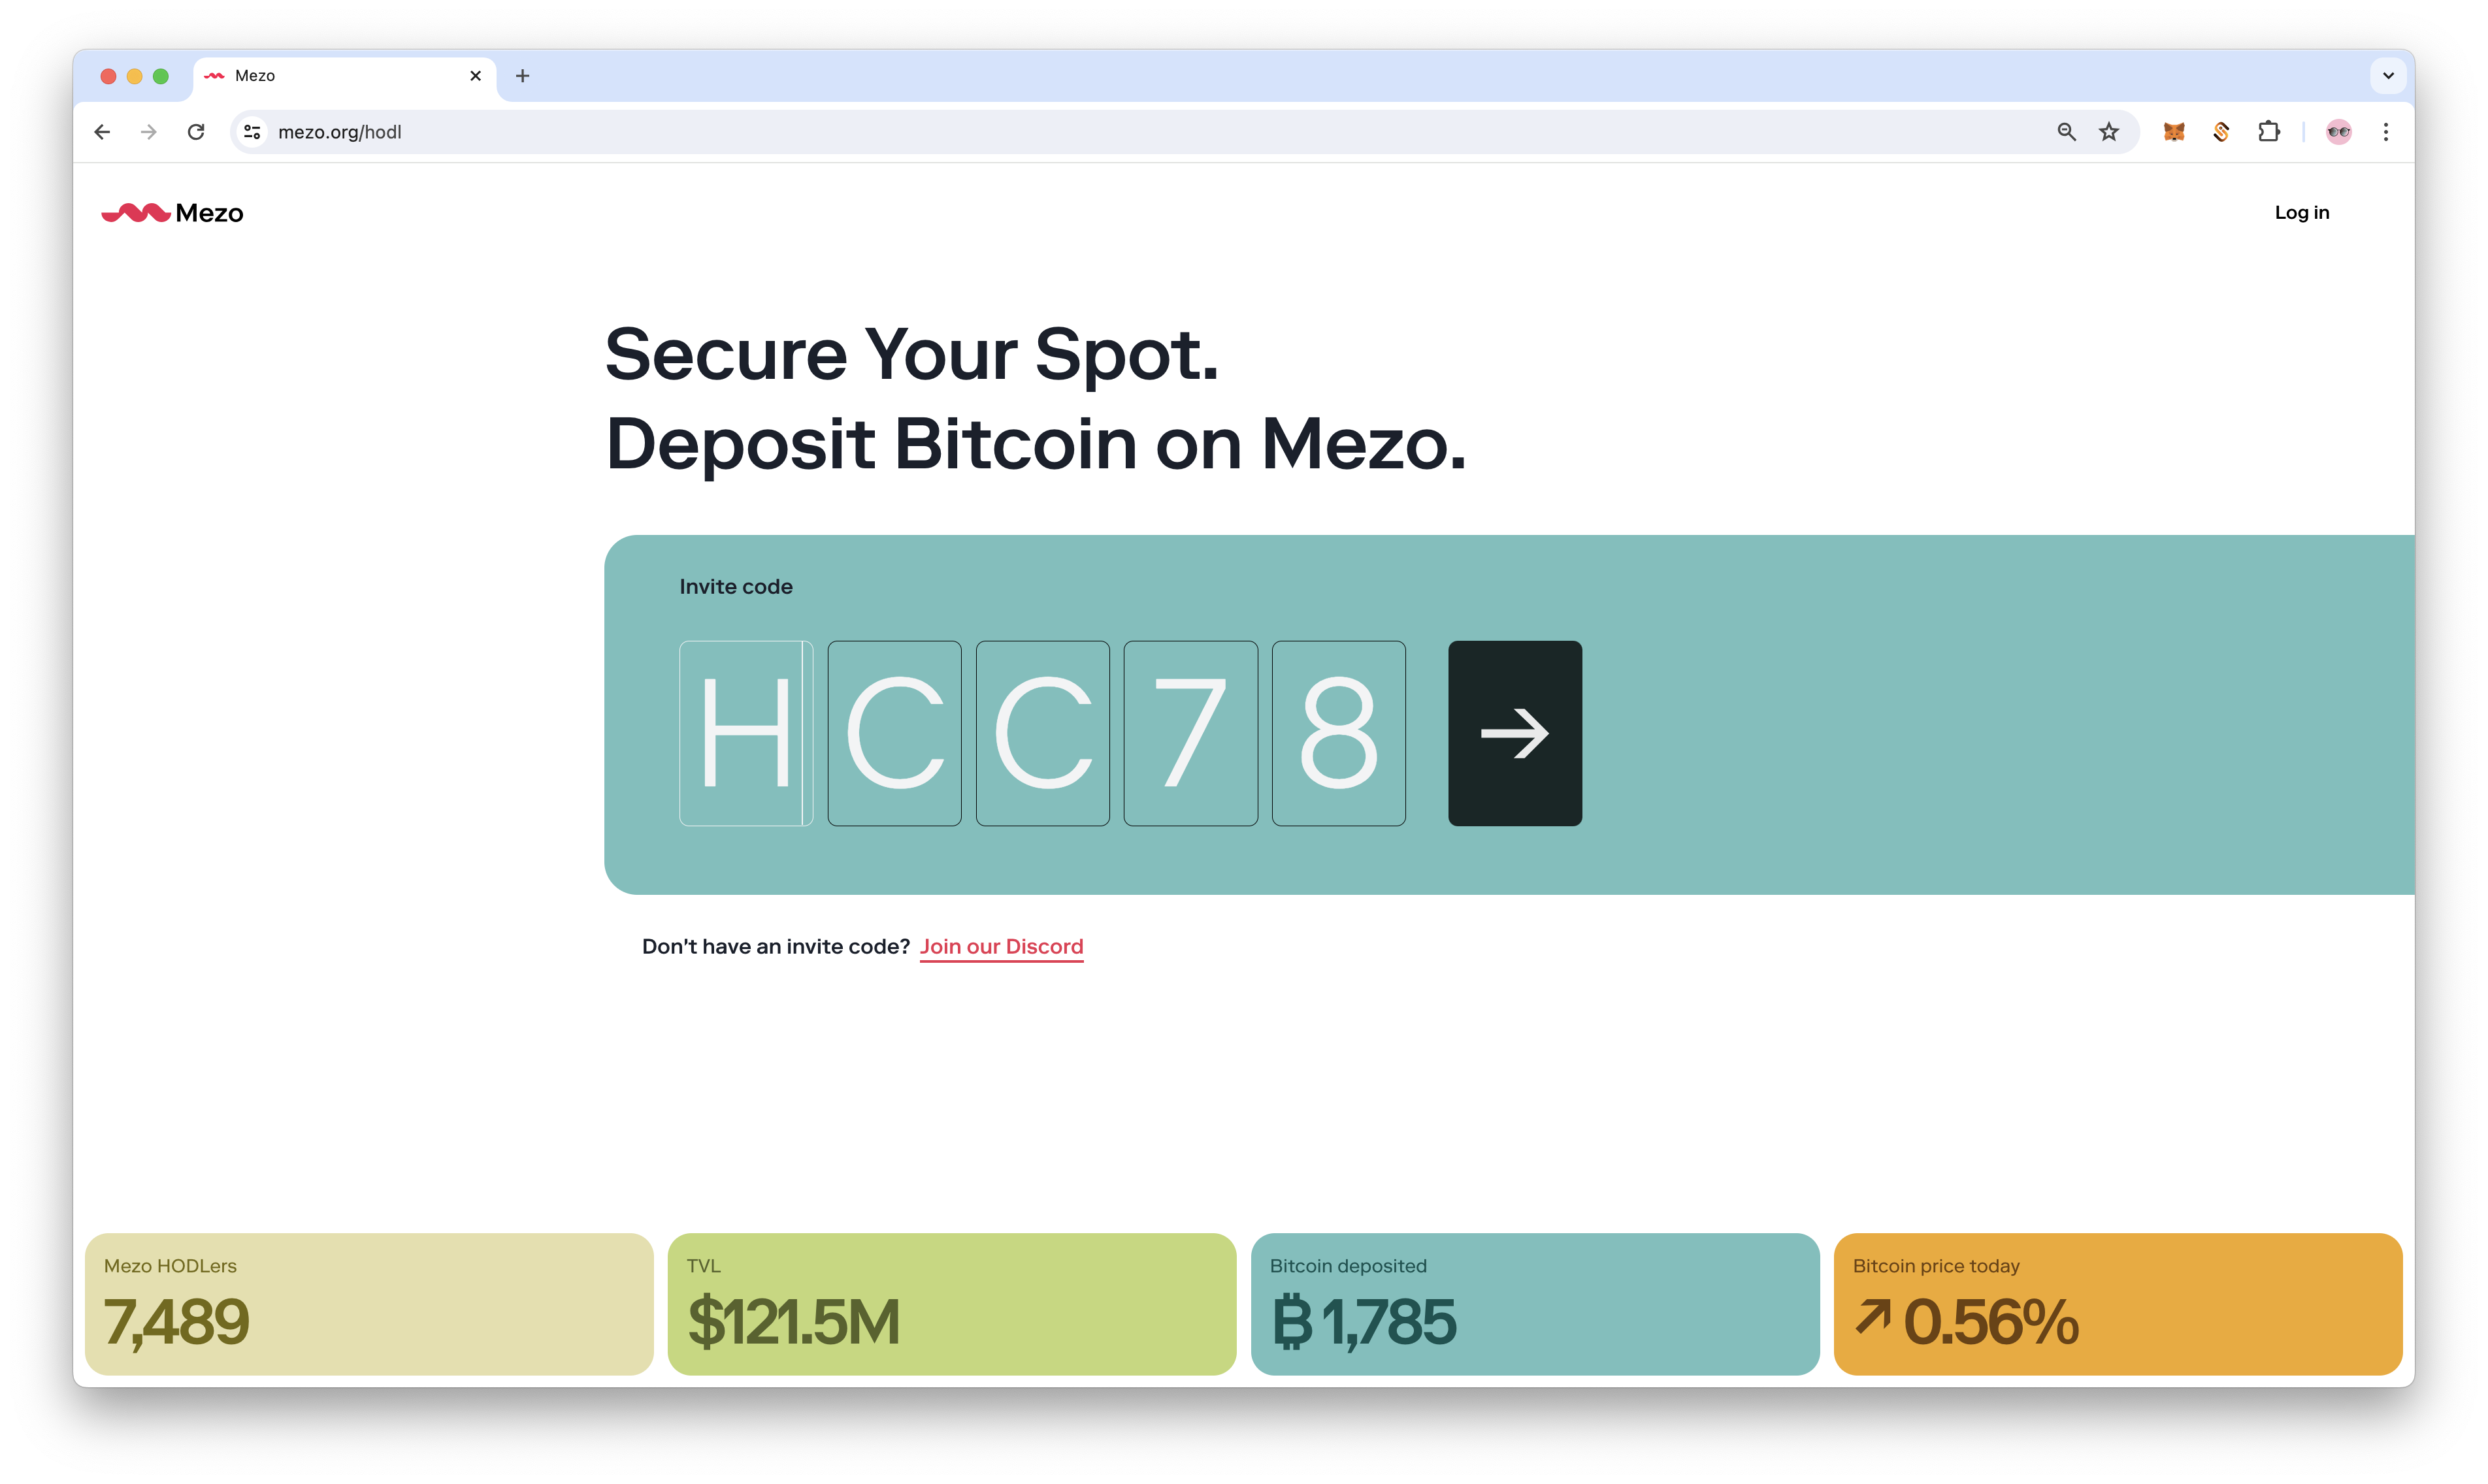 Mezo
mezo.org/hodl
Mezo
Log in
Secure Your Spot.
Deposit Bitcoin on Mezo.
Invite code
H C C 7 8
Don't have an invite code? Join our Discord
Mezo HODLers
7,489
TVL
$121.5M
Bitcoin deposited
₿ 1,785
Bitcoin price today
↗ 0.56%